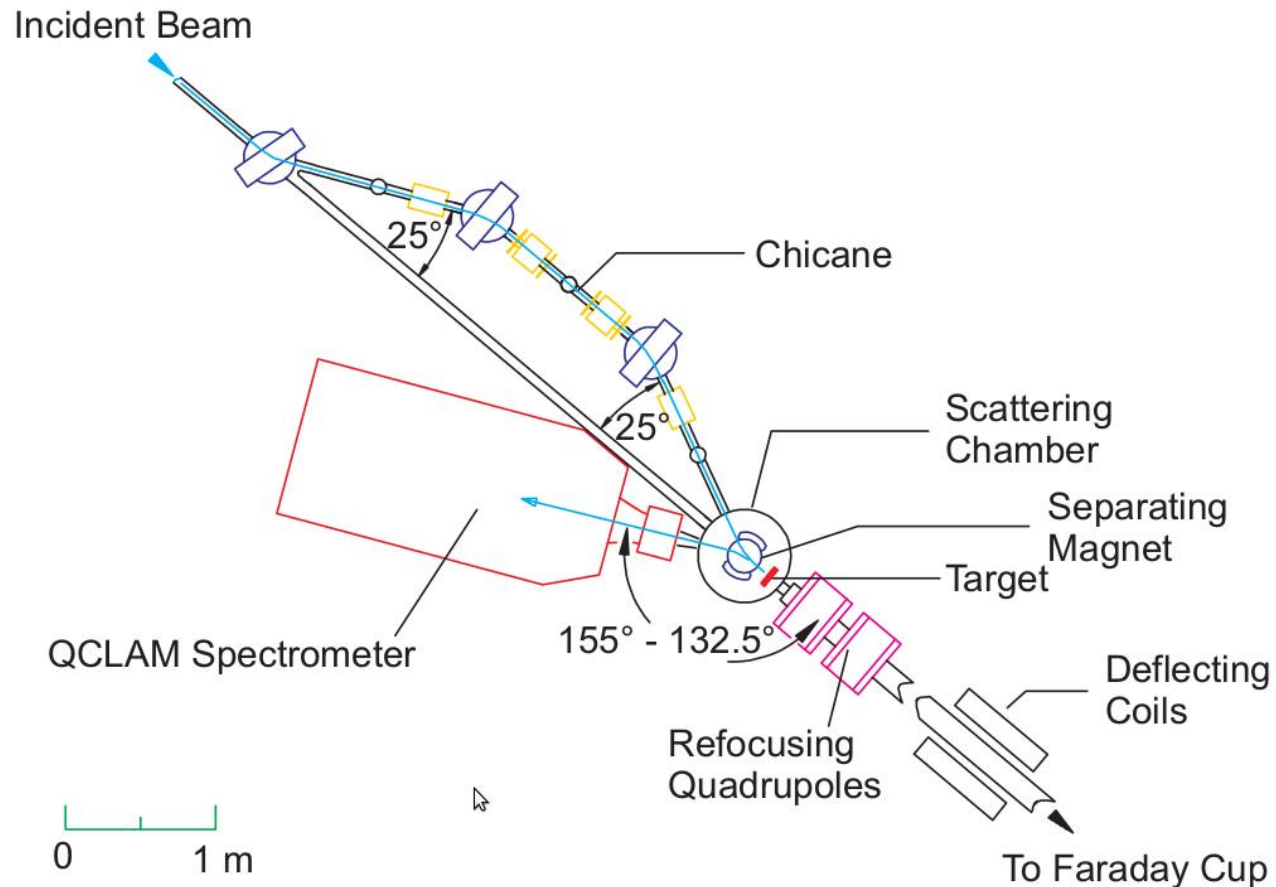 Incident Beam
25°
Chicane
25°
Scattering
Chamber
Separating
Magnet
Target
155° - 132.5°
QCLAM Spectrometer
Deflecting
Coils
Refocusing
Quadrupoles
0 1 m
To Faraday Cup